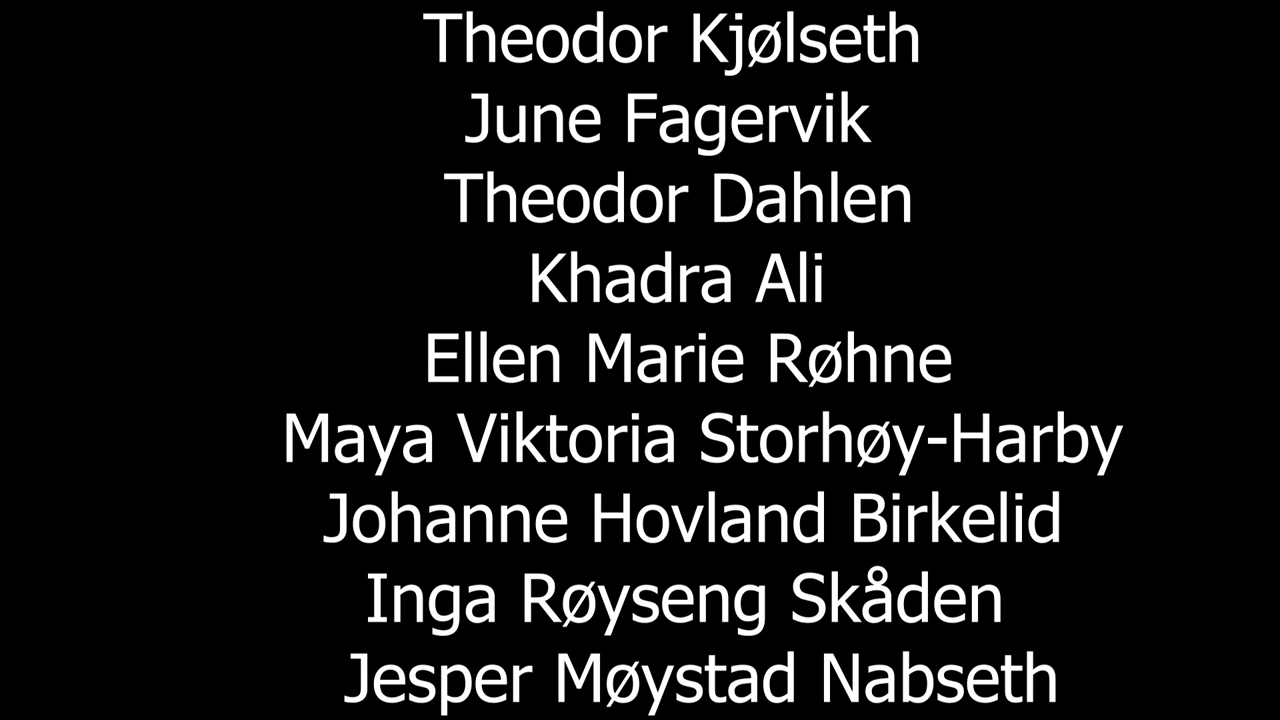 Theodor Kjølseth
June Fagervik
Theodor Dahlen
Khadra Ali
Ellen Marie Røhne
Maya Viktoria Storhøy-Harby
Johanne Hovland Birkelid
Inga Røyseng Skåden
Jesper Møystad Nabseth